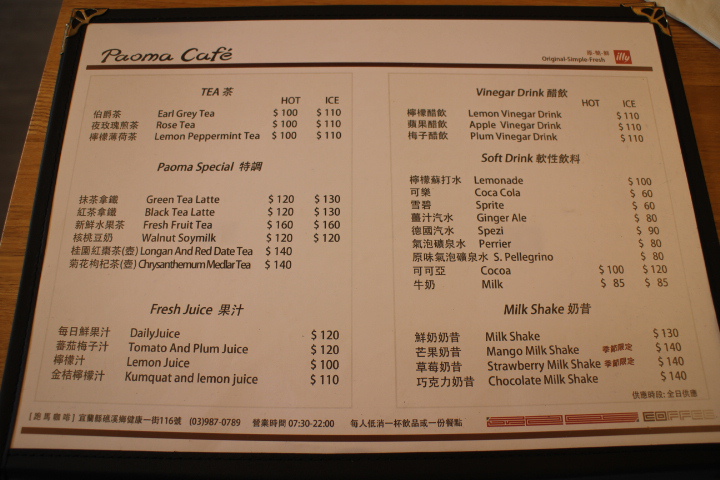 Paoma Café
Original‧Simple‧Fresh
illy
TEA 茶
HOT ICE
伯爵茶 Earl Grey Tea $ 100 $ 110
夜玫瑰煎茶 Rose Tea $ 100 $ 110
檸檬薄荷茶 Lemon Peppermint Tea $ 100 $ 110
Paoma Special 特調
抹茶拿鐵 Green Tea Latte $ 120 $ 130
紅茶拿鐵 Black Tea Latte $ 120 $ 130
新鮮水果茶 Fresh Fruit Tea $ 160 $ 160
核桃豆奶 Walnut Soymilk $ 120 $ 120
桂圓紅棗茶(壺) Longan And Red Date Tea $ 140
菊花枸杞茶(壺) Chrysanthemum Medlar Tea $ 140
Fresh Juice 果汁
每日鮮果汁 DailyJuice $ 120
蕃茄梅子汁 Tomato And Plum Juice $ 120
檸檬汁 Lemon Juice $ 100
金桔檸檬汁 Kumquat and lemon juice $ 110
Vinegar Drink 醋飲
HOT ICE
檸檬醋飲 Lemon Vinegar Drink $ 110
蘋果醋飲 Apple Vinegar Drink $ 110
梅子醋飲 Plum Vinegar Drink $ 110
Soft Drink 軟性飲料
檸檬蘇打水 Lemonade $ 100
可樂 Coca Cola $ 60
雪碧 Sprite $ 60
薑汁汽水 Ginger Ale $ 80
德國汽水 Spezi $ 90
氣泡礦泉水 Perrier $ 80
原味氣泡礦泉水 S. Pellegrino $ 80
可可亞 Cocoa $ 100 $ 120
牛奶 Milk $ 85 $ 85
Milk Shake 奶昔
鮮奶奶昔 Milk Shake $ 130
芒果奶昔 Mango Milk Shake 季節限定 $ 140
草莓奶昔 Strawberry Milk Shake 季節限定 $ 140
巧克力奶昔 Chocolate Milk Shake $ 140
供應時段: 全日供應
[ 跑馬咖啡 ] 宜蘭縣礁溪鄉健康一街116號 (03)987-0789 營業時間 07:30-22:00 每人低消一杯飲品或一份餐點
COFFEE